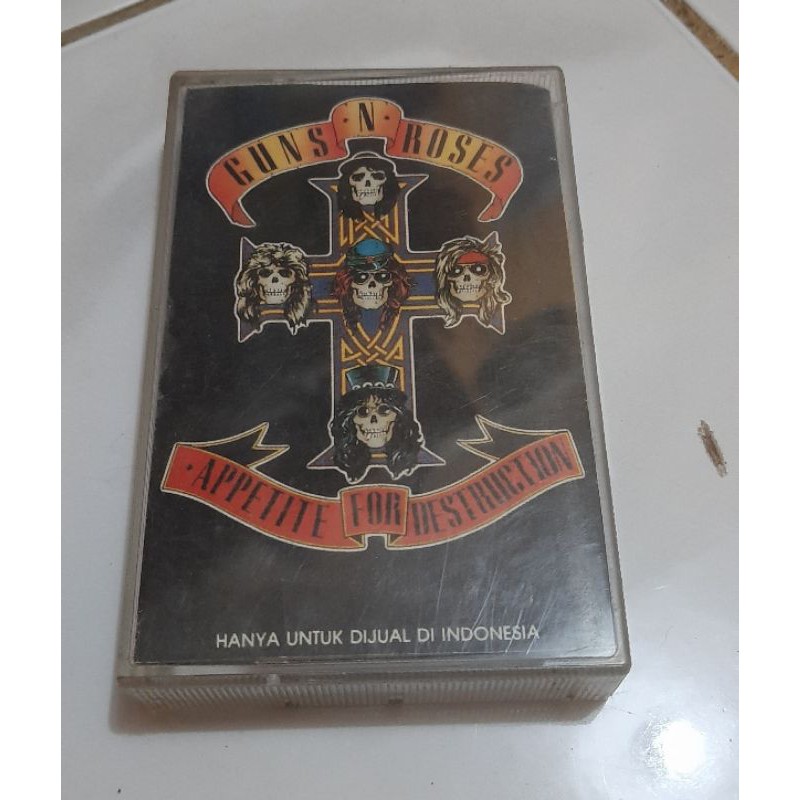 GUNS N' ROSES
APPETITE FOR DESTRUCTION
HANYA UNTUK DIJUAL DI INDONESIA